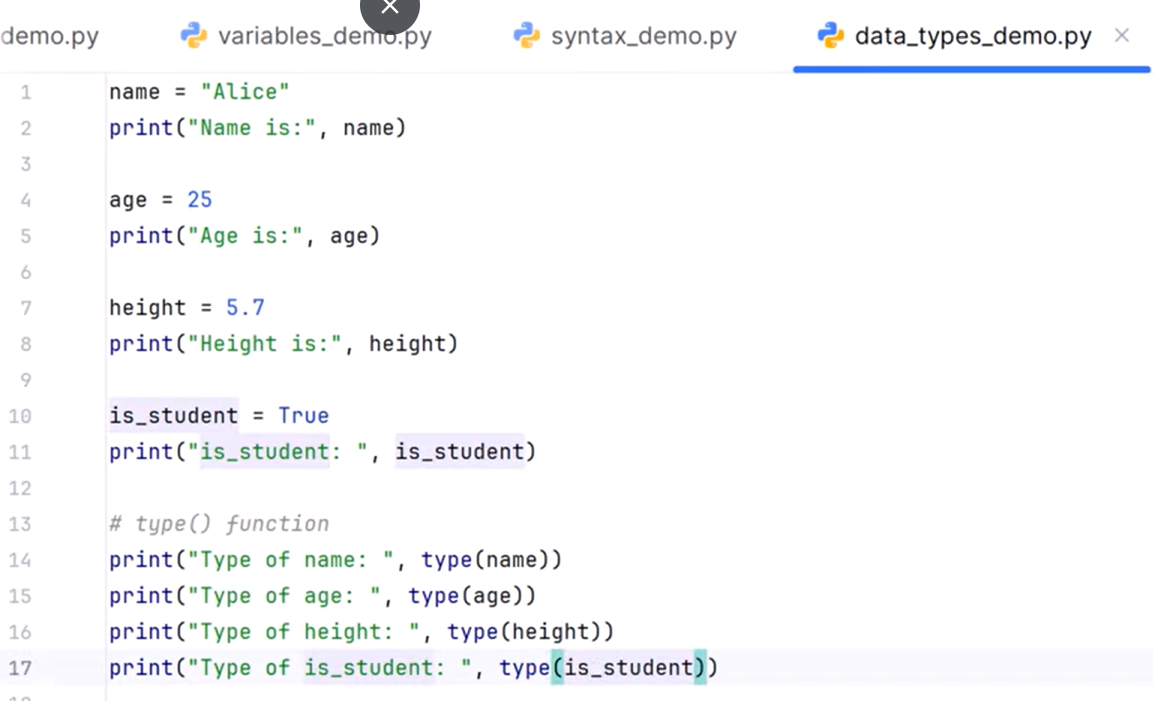 demo.py variables_demo.py syntax_demo.py data_types_demo.py
1 name = "Alice"
2 print("Name is:", name)
3
4 age = 25
5 print("Age is:", age)
6
7 height = 5.7
8 print("Height is:", height)
9
10 is_student = True
11 print("is_student: ", is_student)
12
13 # type() function
14 print("Type of name: ", type(name))
15 print("Type of age: ", type(age))
16 print("Type of height: ", type(height))
17 print("Type of is_student: ", type(is_student))